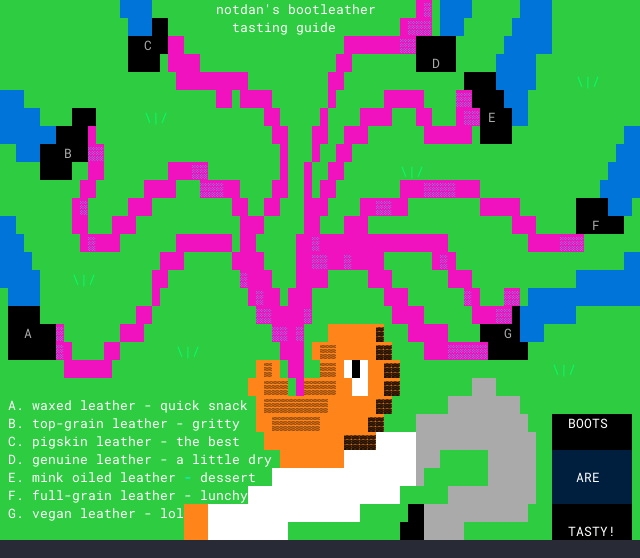 notdan's bootleather
tasting guide
C
D
E
B
F
A
G
A. waxed leather - quick snack
B. top-grain leather - gritty
C. pigskin leather - the best
D. genuine leather - a little dry
E. mink oiled leather - dessert
F. full-grain leather - lunchy
G. vegan leather - lol
BOOTS
ARE
TASTY!